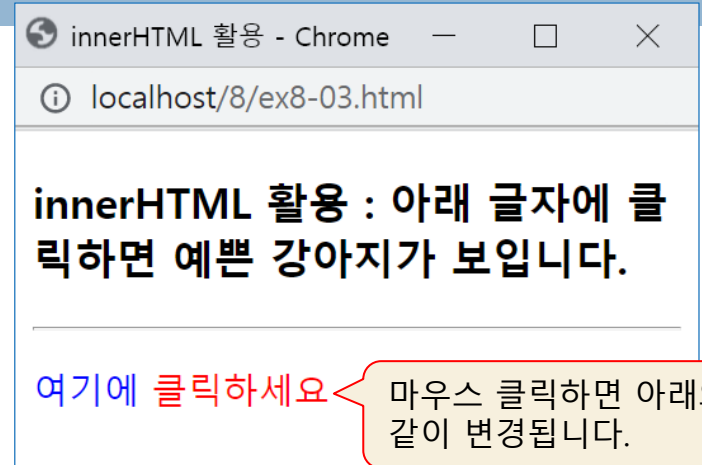 innerHTML 활용 - Chrome
localhost/8/ex8-03.html
innerHTML 활용 : 아래 글자에 클
릭하면 예쁜 강아지가 보입니다.
여기에 클릭하세요
마우스 클릭하면 아래
같이 변경됩니다.